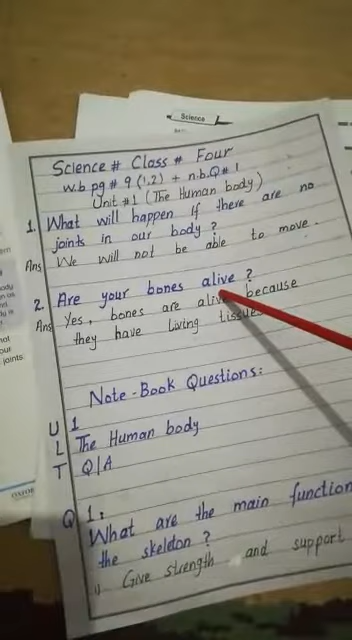 Science
Science # Class # Four
w.b pg # 9 (1,2) + n.b.Q # 1
Unit #1 (The Human body)
1. What will happen if there are no
joints in our body?
Ans We will not be able to move.
2. Are your bones alive?
Ans Yes, bones are alive because
they have living tissues
Note-Book Questions:
U 1
L The Human body
T Q/A
Q 1:
What are the main function
the skeleton?
Give strength and support